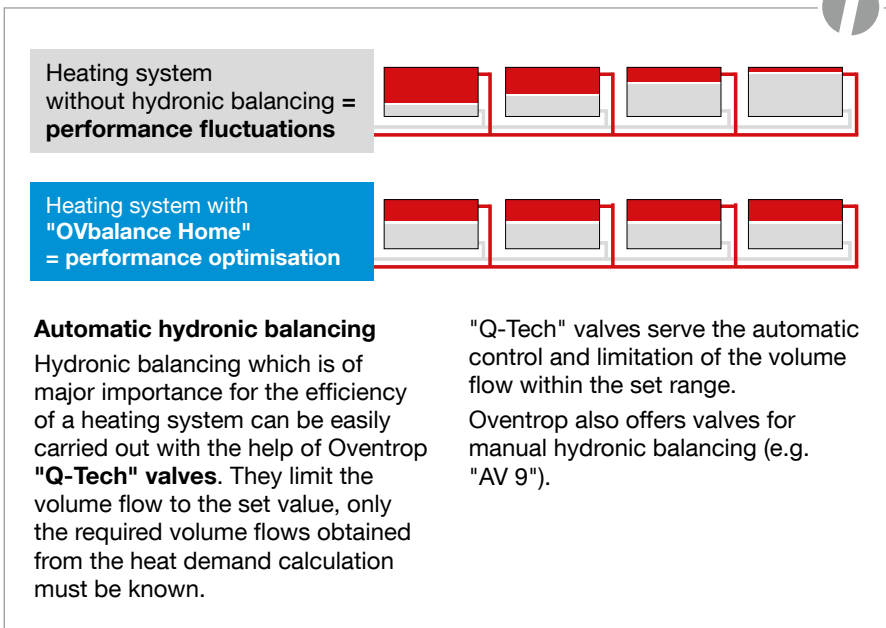 Heating system
without hydronic balancing =
performance fluctuations
Heating system with
"OVbalance Home"
= performance optimisation
Automatic hydronic balancing
Hydronic balancing which is of
major importance for the efficiency
of a heating system can be easily
carried out with the help of Oventrop
"Q-Tech" valves. They limit the
volume flow to the set value, only
the required volume flows obtained
from the heat demand calculation
must be known.
"Q-Tech" valves serve the automatic
control and limitation of the volume
flow within the set range.
Oventrop also offers valves for
manual hydronic balancing (e.g.
"AV 9").